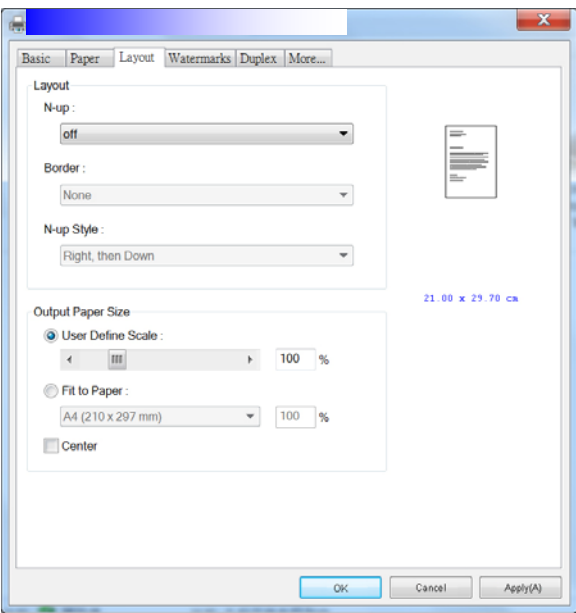 Basic Paper Layout Watermarks Duplex More...
Layout
N-up :
off
Border :
None
N-up Style :
Right, then Down
21.00 x 29.70 cm
Output Paper Size
User Define Scale :
100 %
Fit to Paper :
A4 (210 x 297 mm) 100 %
Center
OK Cancel Apply(A)